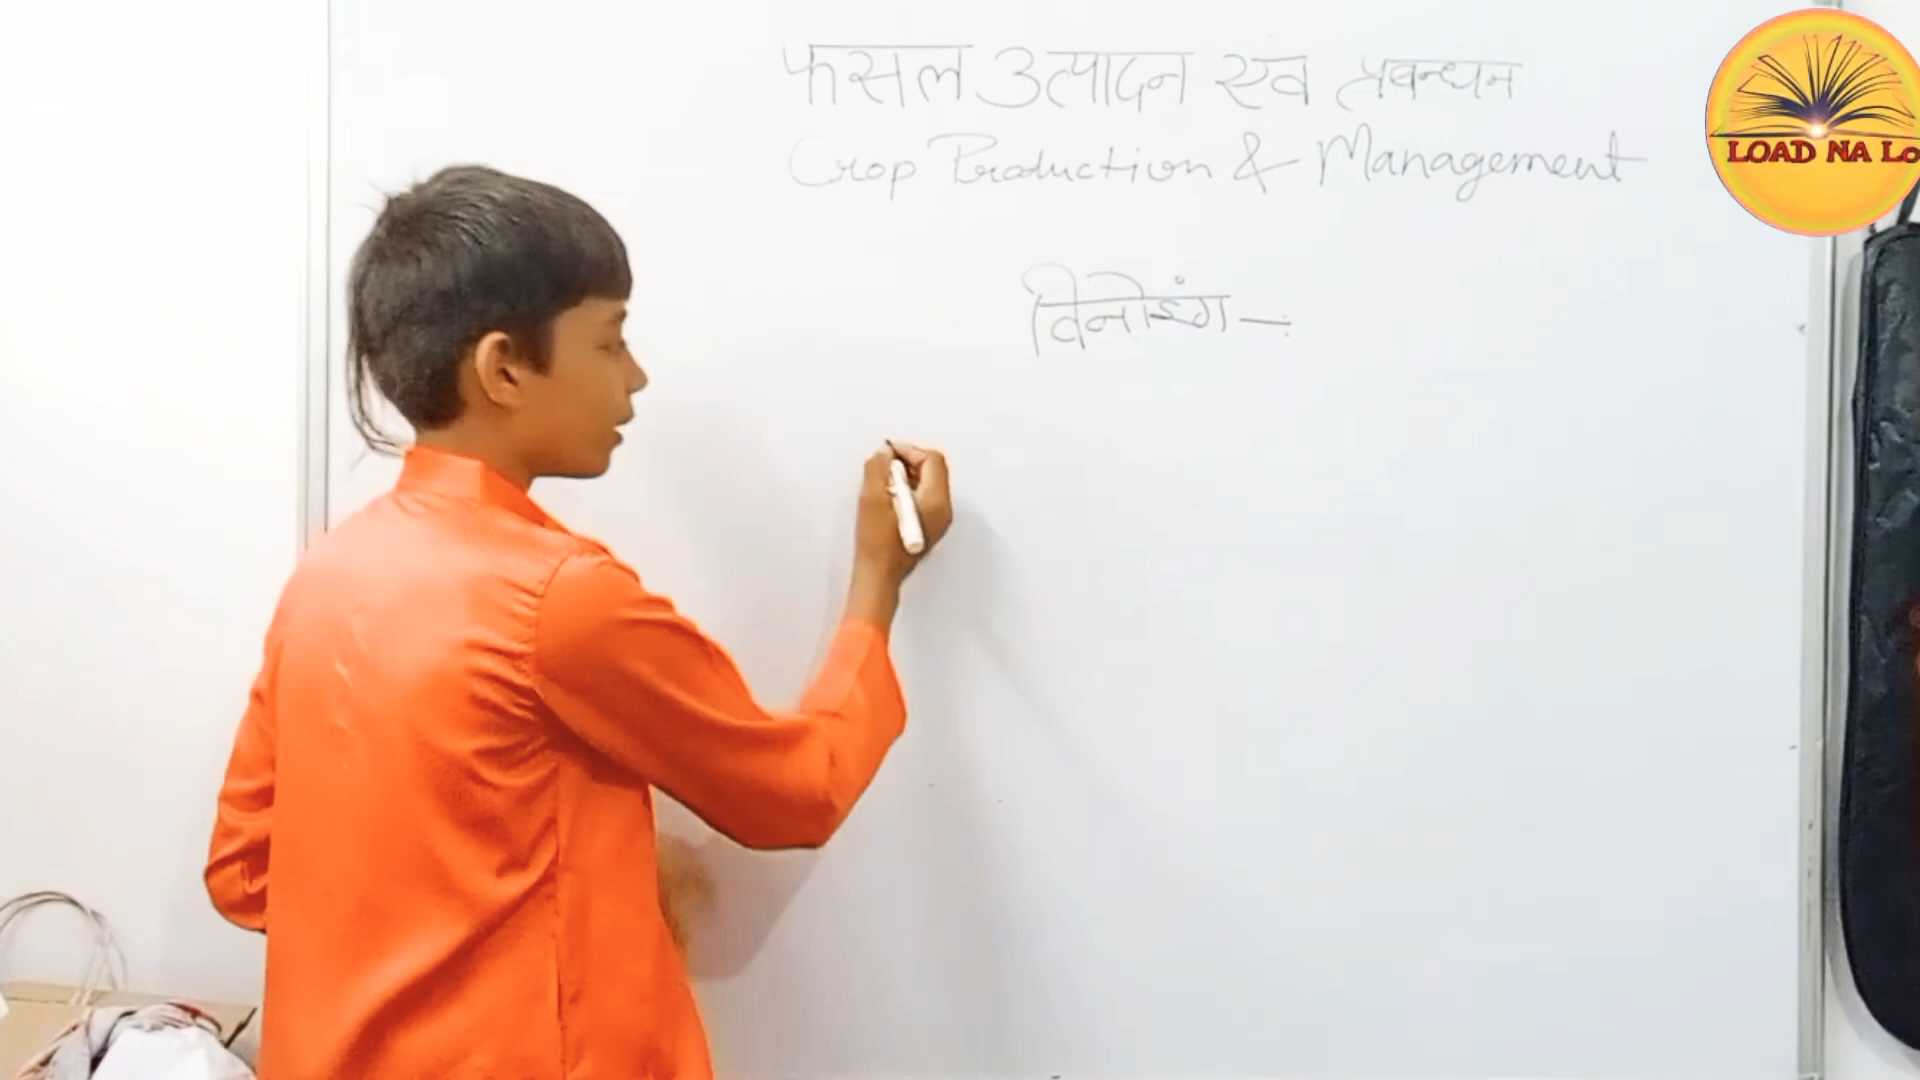 फसल उत्पादन एवं प्रबन्धन
Crop Production & Management
विनोइंग -:
LOAD NA LO